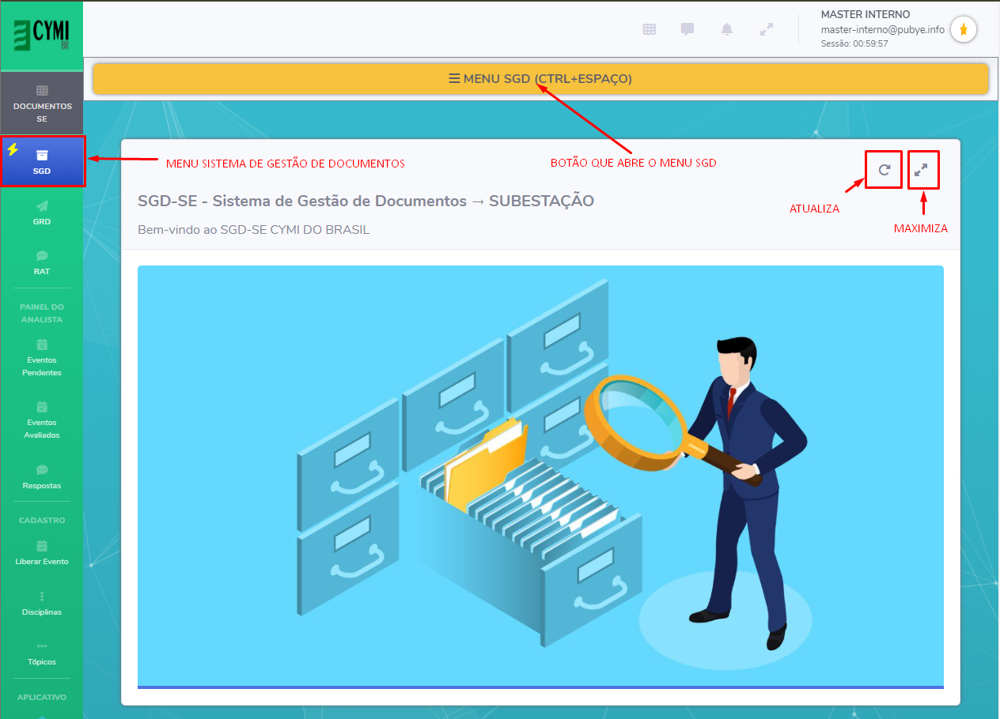 CYMI
BR
MASTER INTERNO
master-interno@pubye.info
Sessão: 00:59:57
MENU SGD (CTRL+ESPAÇO)
DOCUMENTOS
SE
SGD
GRD
RAT
PAINEL DO
ANALISTA
Eventos
Pendentes
Eventos
Avaliados
Respostas
CADASTRO
Liberar Evento
Disciplinas
Tópicos
APLICATIVO
MENU SISTEMA DE GESTÃO DE DOCUMENTOS
BOTÃO QUE ABRE O MENU SGD
ATUALIZA
MAXIMIZA
SGD-SE - Sistema de Gestão de Documentos → SUBESTAÇÃO
Bem-vindo ao SGD-SE CYMI DO BRASIL